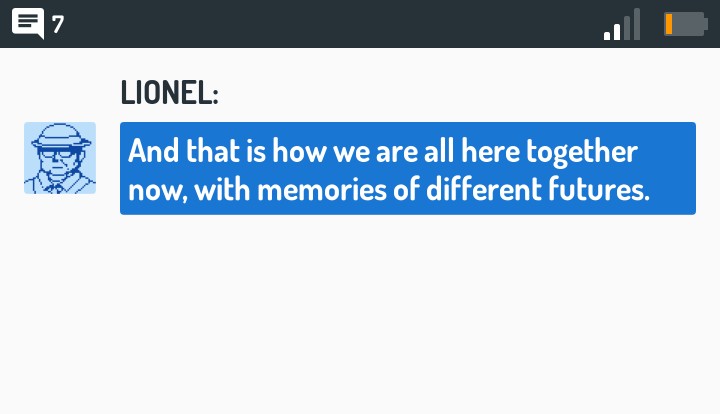 7
LIONEL:
And that is how we are all here together
now, with memories of different futures.